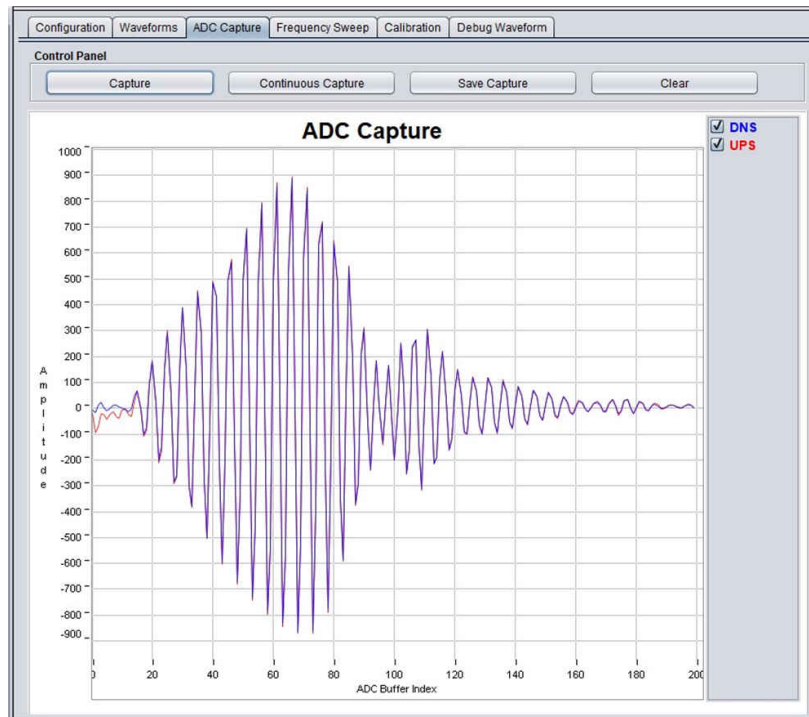 Configuration Waveforms ADC Capture Frequency Sweep Calibration Debug Waveform
Control Panel
Capture Continuous Capture Save Capture Clear
ADC Capture
DNS
UPS
1000
900
800
700
600
500
400
300
200
100
0
-100
-200
-300
-400
-500
-600
-700
-800
-900
Amplitude
0 20 40 60 80 100 120 140 160 180 200
ADC Buffer Index